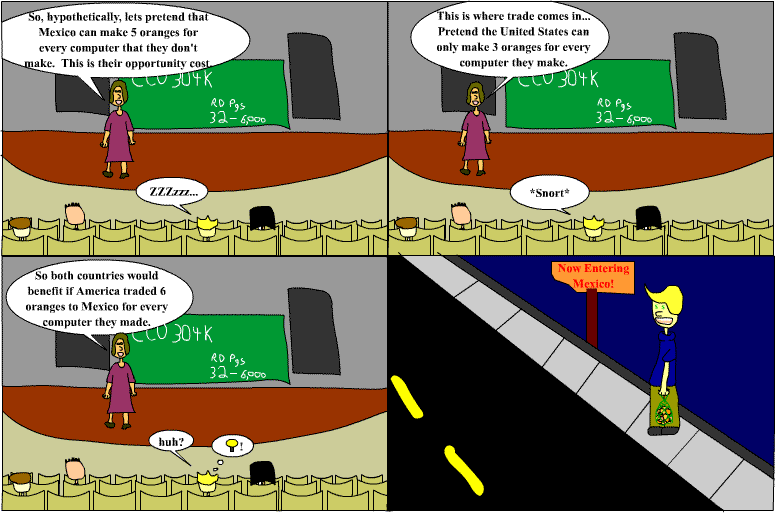 So, hypothetically, lets pretend that
Mexico can make 5 oranges for
every computer that they don't
make.  This is their opportunity cost.
ECO 304K
RD Pgs
32-6,000
ZZZzzz...
This is where trade comes in...
Pretend the United States can
only make 3 oranges for every
computer they make.
ECO 304K
RD Pgs
32-6,000
*Snort*
So both countries would
benefit if America traded 6
oranges to Mexico for every
computer they made.
ECO 304K
RD Pgs
32-6,000
huh?
!
Now Entering
Mexico!